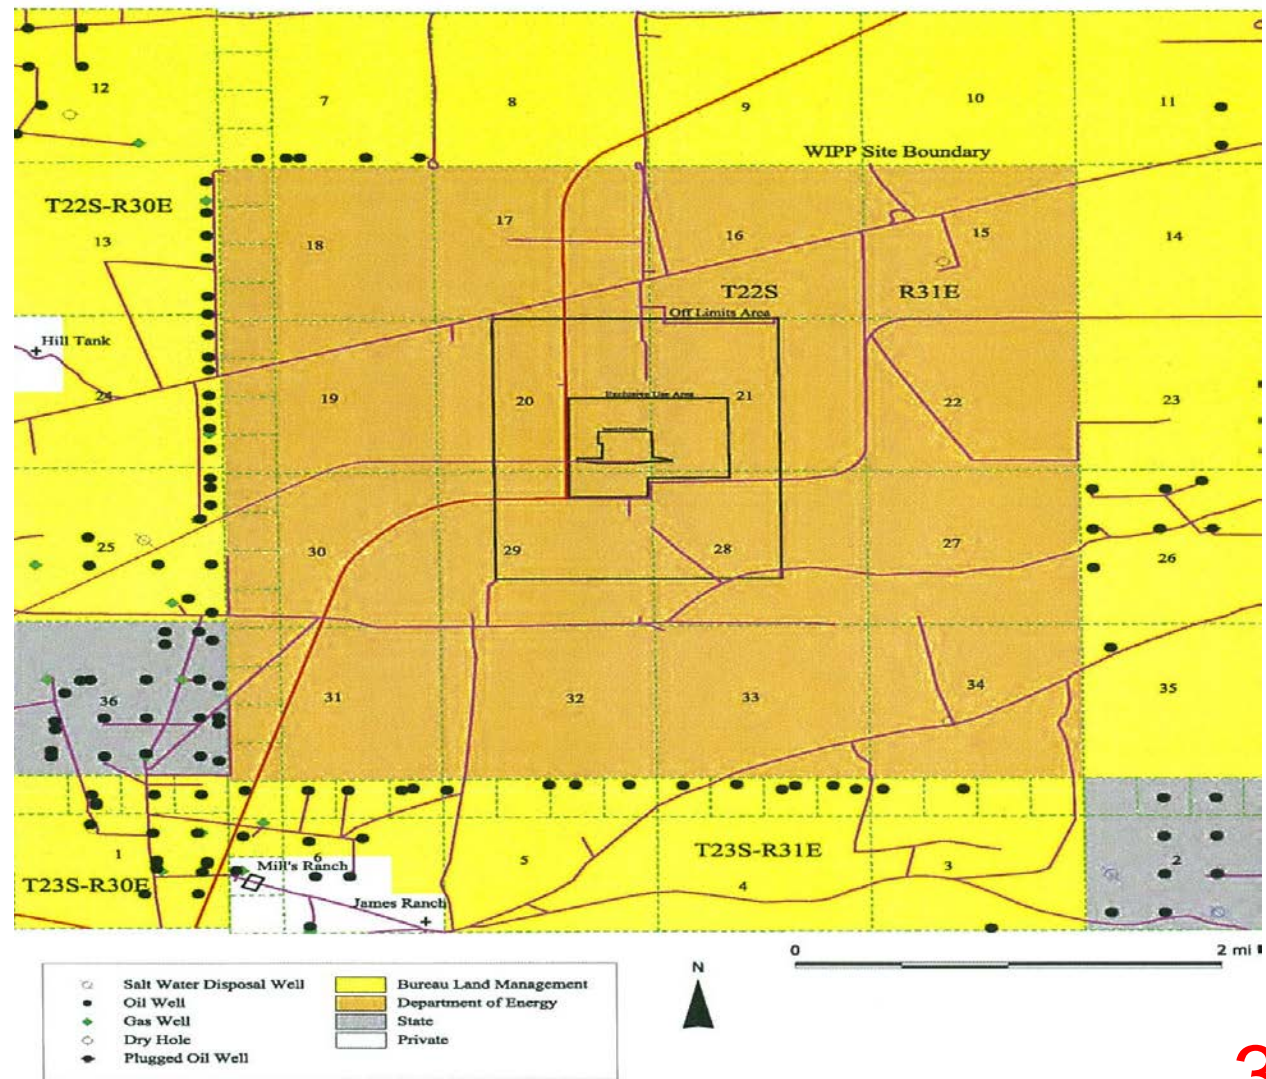 12
7
8
9
10
11
WIPP Site Boundary
T22S-R30E
13
18
17
16
15
14
T22S
R31E
Off Limits Area
Hill Tank
24
19
20
Exclusive Use Area
21
22
23
25
30
29
28
27
26
36
31
32
33
34
35
1
6
5
T23S-R31E
4
3
2
Mill's Ranch
T23S-R30E
James Ranch
0
2 mi
N
Salt Water Disposal Well
Oil Well
Gas Well
Dry Hole
Plugged Oil Well
Bureau Land Management
Department of Energy
State
Private